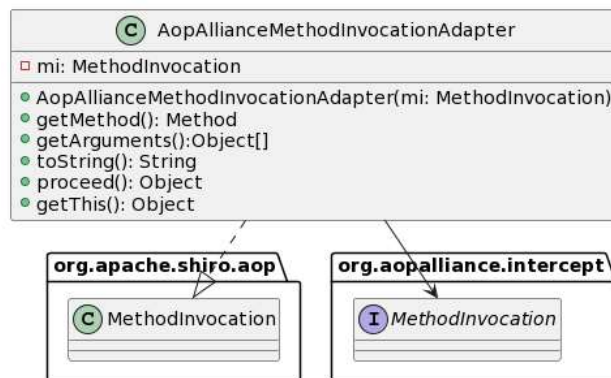 C AopAllianceMethodInvocationAdapter
mi: MethodInvocation
AopAllianceMethodInvocationAdapter(mi: MethodInvocation)
getMethod(): Method
getArguments():Object[]
toString(): String
proceed(): Object
getThis(): Object
org.apache.shiro.aop
C MethodInvocation
org.aopalliance.intercept
I MethodInvocation